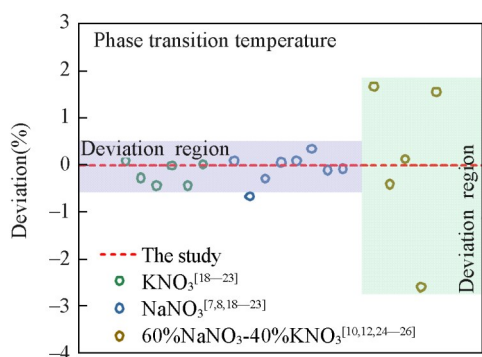 3
Phase transition temperature
2
1
Deviation region
0
−1
−2
−3
−4
Deviation(%)
The study
KNO₃[18—23]
NaNO₃[7,8,18—23]
60%NaNO₃-40%KNO₃[10,12,24—26]
Deviation region